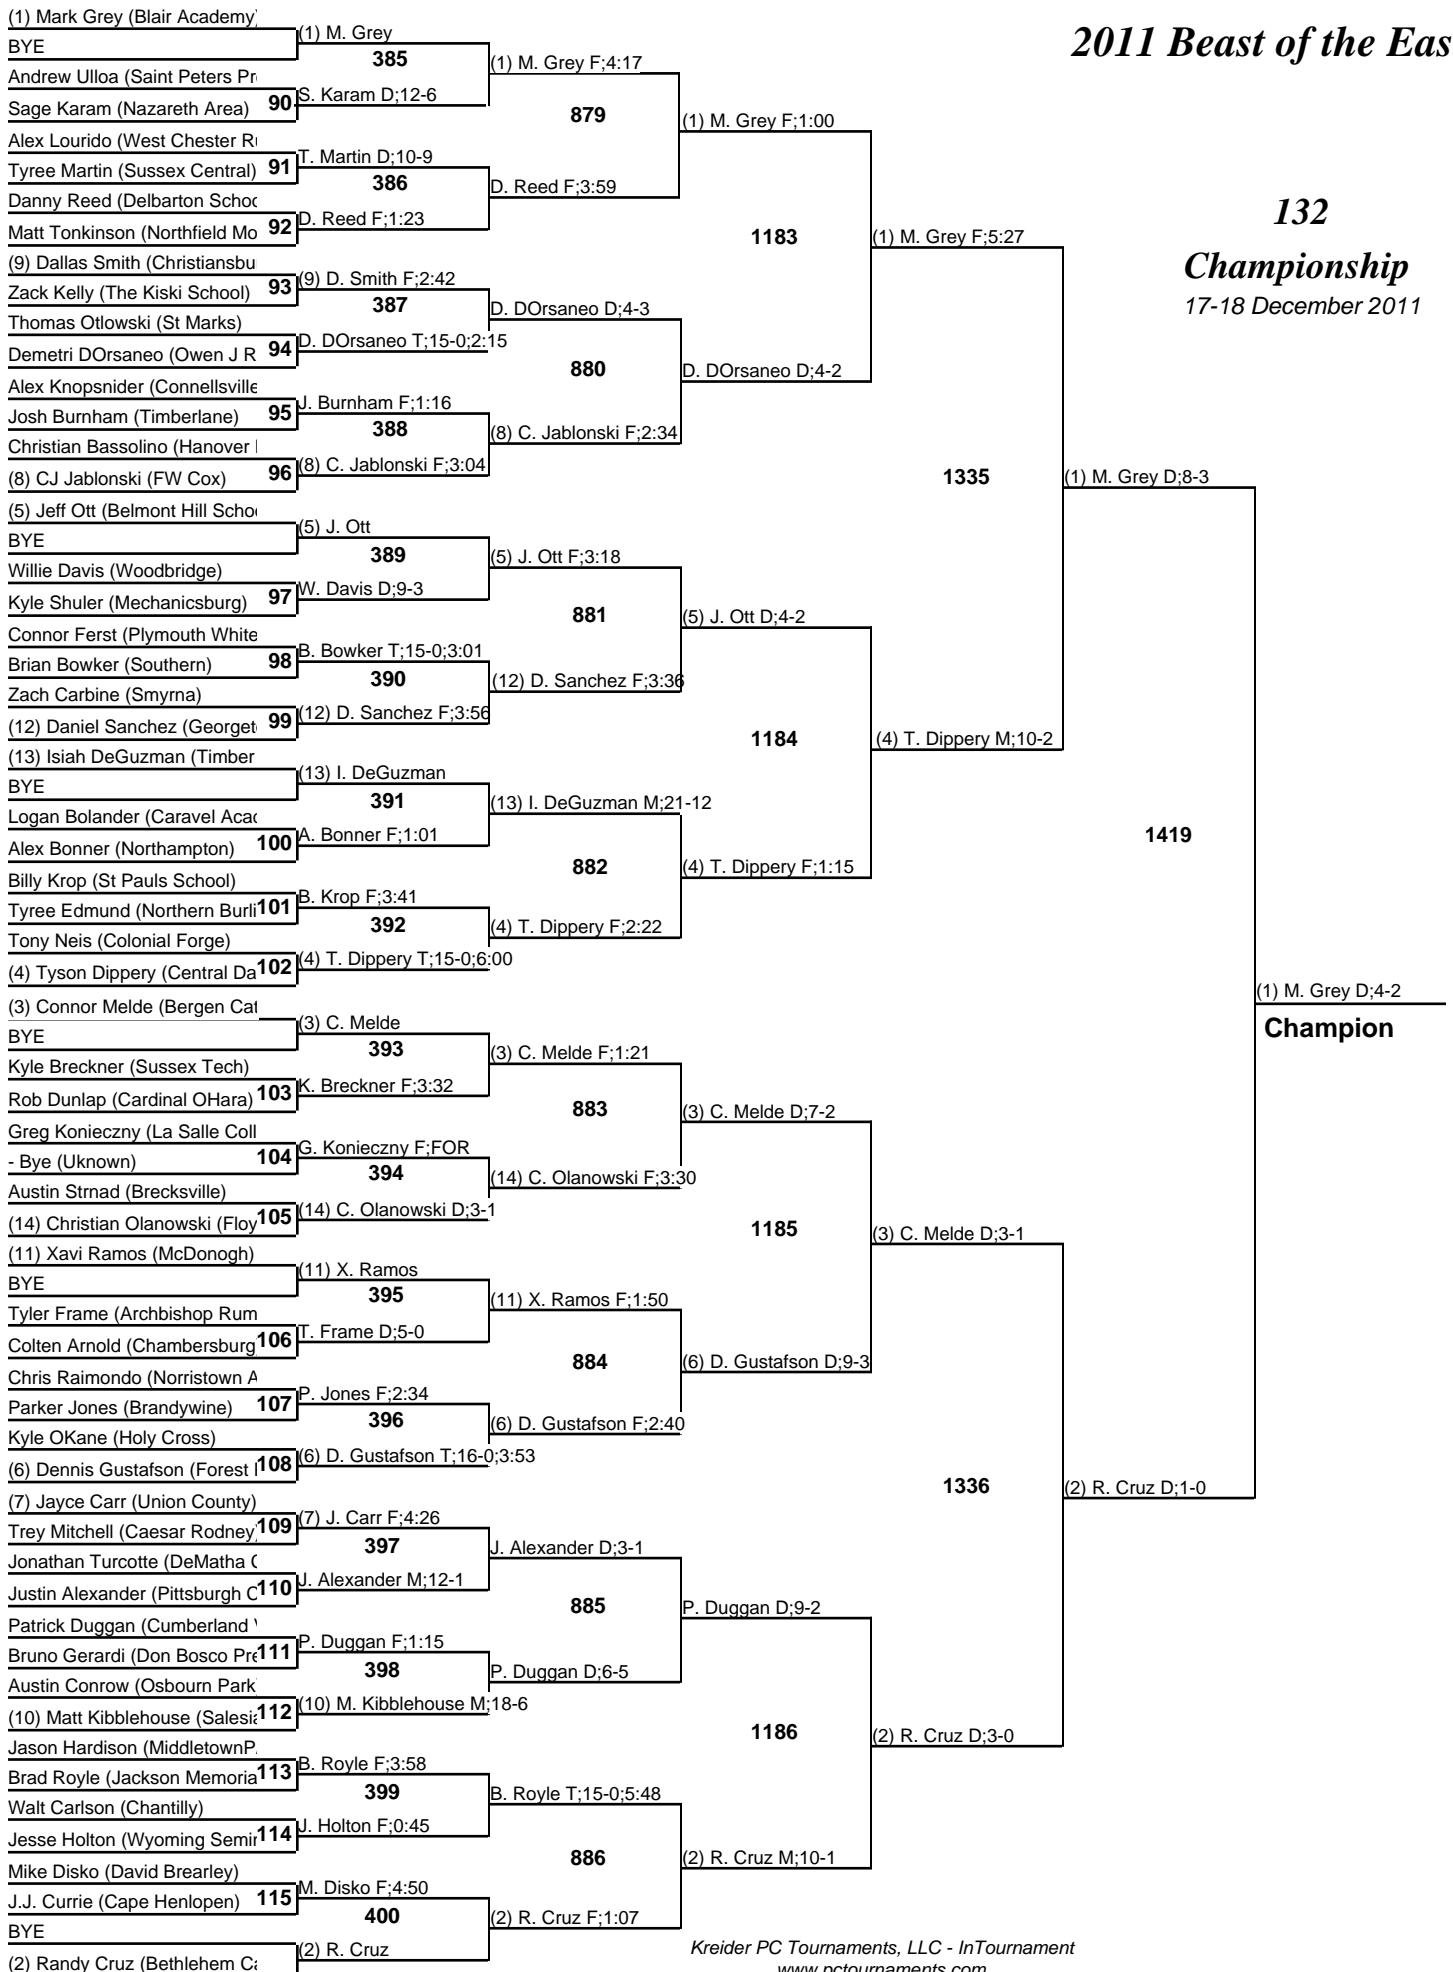 2011 Beast of the Eas
132
Championship
17-18 December 2011
(1) Mark Grey (Blair Academy)
BYE
Andrew Ulloa (Saint Peters Pr
Sage Karam (Nazareth Area) 90
Alex Lourido (West Chester Ru
Tyree Martin (Sussex Central) 91
Danny Reed (Delbarton Schoo
Matt Tonkinson (Northfield Mo 92
(9) Dallas Smith (Christiansbu
Zack Kelly (The Kiski School) 93
Thomas Otlowski (St Marks)
Demetri DOrsaneo (Owen J R 94
Alex Knopsnider (Connellsville
Josh Burnham (Timberlane) 95
Christian Bassolino (Hanover
(8) CJ Jablonski (FW Cox) 96
(5) Jeff Ott (Belmont Hill Schoo
BYE
Willie Davis (Woodbridge)
Kyle Shuler (Mechanicsburg) 97
Connor Ferst (Plymouth White
Brian Bowker (Southern) 98
Zach Carbine (Smyrna)
(12) Daniel Sanchez (Georget 99
(13) Isiah DeGuzman (Timber
BYE
Logan Bolander (Caravel Acad
Alex Bonner (Northampton) 100
Billy Krop (St Pauls School)
Tyree Edmund (Northern Burli 101
Tony Neis (Colonial Forge)
(4) Tyson Dippery (Central Da 102
(3) Connor Melde (Bergen Cat
BYE
Kyle Breckner (Sussex Tech)
Rob Dunlap (Cardinal OHara) 103
Greg Konieczny (La Salle Coll
- Bye (Uknown) 104
Austin Strnad (Brecksville)
(14) Christian Olanowski (Floy 105
(11) Xavi Ramos (McDonogh)
BYE
Tyler Frame (Archbishop Rum
Colten Arnold (Chambersburg 106
Chris Raimondo (Norristown A
Parker Jones (Brandywine) 107
Kyle OKane (Holy Cross)
(6) Dennis Gustafson (Forest 108
(7) Jayce Carr (Union County)
Trey Mitchell (Caesar Rodney 109
Jonathan Turcotte (DeMatha C
Justin Alexander (Pittsburgh C 110
Patrick Duggan (Cumberland V
Bruno Gerardi (Don Bosco Pre 111
Austin Conrow (Osbourn Park)
(10) Matt Kibblehouse (Salesia 112
Jason Hardison (MiddletownP.
Brad Royle (Jackson Memoria 113
Walt Carlson (Chantilly)
Jesse Holton (Wyoming Semir 114
Mike Disko (David Brearley)
J.J. Currie (Cape Henlopen) 115
BYE
(2) Randy Cruz (Bethlehem Ca
(1) M. Grey
385
S. Karam D;12-6
T. Martin D;10-9
386
D. Reed F;1:23
(9) D. Smith F;2:42
387
D. DOrsaneo T;15-0;2:15
J. Burnham F;1:16
388
(8) C. Jablonski F;3:04
(5) J. Ott
389
W. Davis D;9-3
B. Bowker T;15-0;3:01
390
(12) D. Sanchez F;3:56
(13) I. DeGuzman
391
A. Bonner F;1:01
B. Krop F;3:41
392
(4) T. Dippery T;15-0;6:00
(3) C. Melde
393
K. Breckner F;3:32
G. Konieczny F;FOR
394
(14) C. Olanowski D;3-1
(11) X. Ramos
395
T. Frame D;5-0
P. Jones F;2:34
396
(6) D. Gustafson T;16-0;3:53
(7) J. Carr F;4:26
397
J. Alexander M;12-1
P. Duggan F;1:15
398
(10) M. Kibblehouse M;18-6
B. Royle F;3:58
399
J. Holton F;0:45
M. Disko F;4:50
400
(2) R. Cruz
(1) M. Grey F;4:17
879
D. Reed F;3:59
D. DOrsaneo D;4-3
880
(8) C. Jablonski F;2:34
(5) J. Ott F;3:18
881
(12) D. Sanchez F;3:36
(13) I. DeGuzman M;21-12
882
(4) T. Dippery F;2:22
(3) C. Melde F;1:21
883
(14) C. Olanowski F;3:30
(11) X. Ramos F;1:50
884
(6) D. Gustafson F;2:40
J. Alexander D;3-1
885
P. Duggan D;6-5
B. Royle T;15-0;5:48
886
(2) R. Cruz F;1:07
(1) M. Grey F;1:00
1183
D. DOrsaneo D;4-2
(5) J. Ott D;4-2
1184
(4) T. Dippery F;1:15
(3) C. Melde D;7-2
1185
(6) D. Gustafson D;9-3
P. Duggan D;9-2
1186
(2) R. Cruz M;10-1
(1) M. Grey F;5:27
1335
(4) T. Dippery M;10-2
(3) C. Melde D;3-1
1336
(2) R. Cruz D;3-0
(1) M. Grey D;8-3
1419
(2) R. Cruz D;1-0
(1) M. Grey D;4-2
Champion
Kreider PC Tournaments, LLC - InTournament
www.pctournaments.com